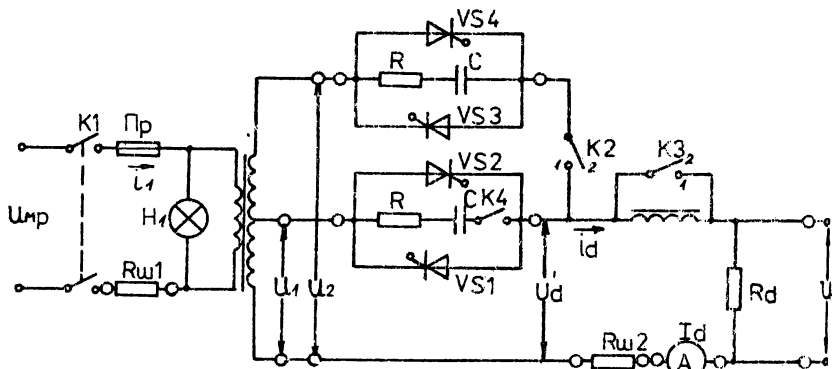 VS4
R
C
VS3
K1
Пр
i1
H1
Uмр
Rш1
VS2
R
C
K4
VS1
K2
1
2
K3
2
1
id
U1
U2
U'd
Rd
U
Rш2
Id
A